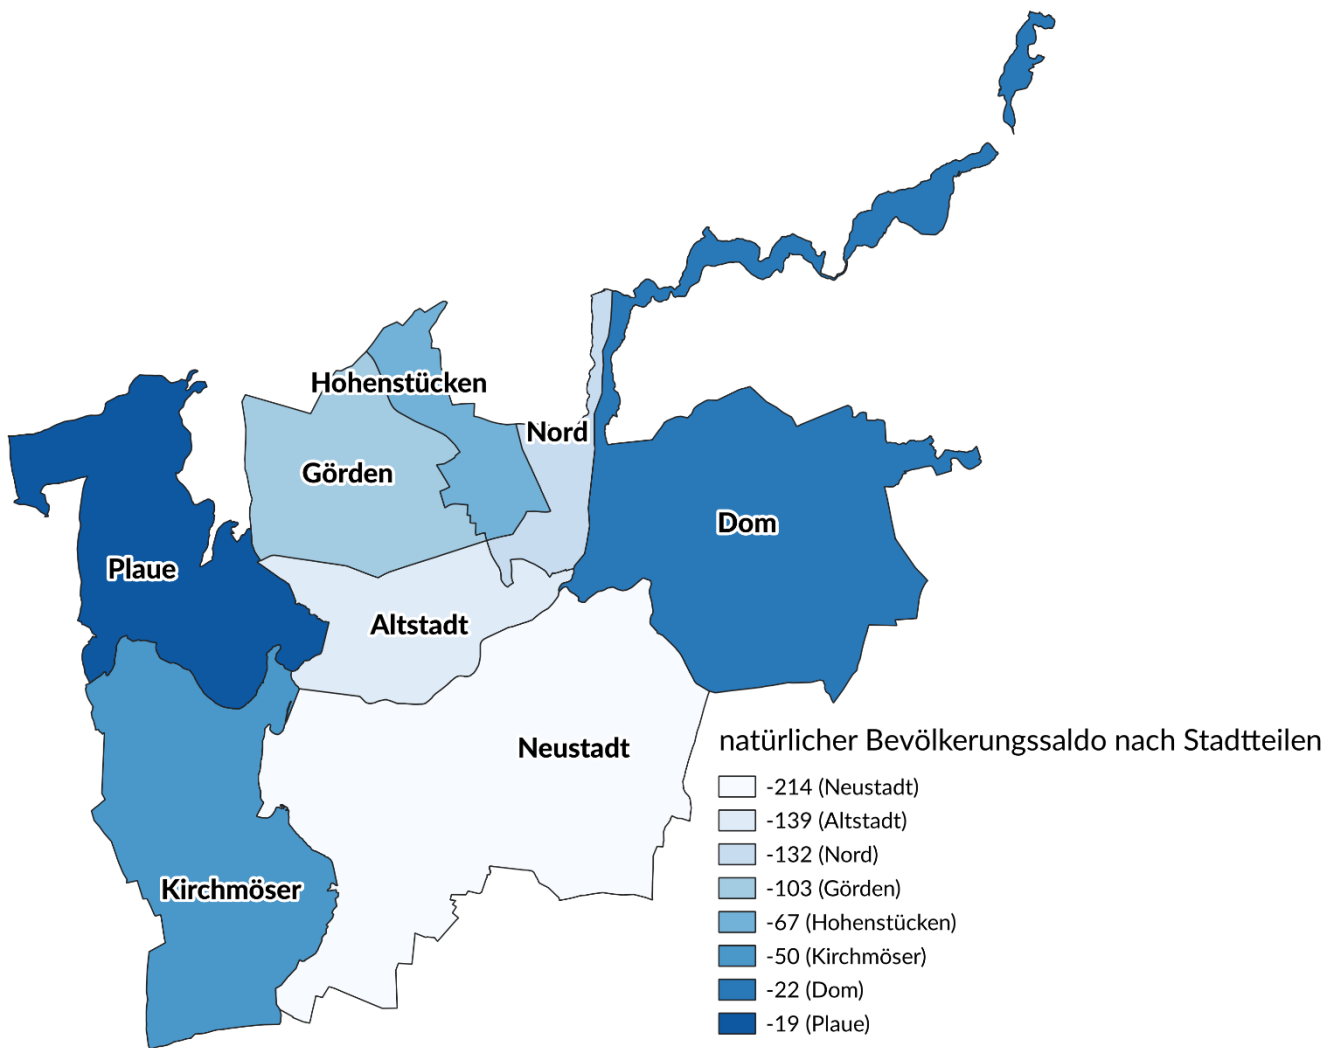 Hohenstücken
Nord
Görden
Dom
Plaue
Altstadt
Neustadt
Kirchmöser
natürlicher Bevölkerungssaldo nach Stadtteilen
-214 (Neustadt)
-139 (Altstadt)
-132 (Nord)
-103 (Görden)
-67 (Hohenstücken)
-50 (Kirchmöser)
-22 (Dom)
-19 (Plaue)